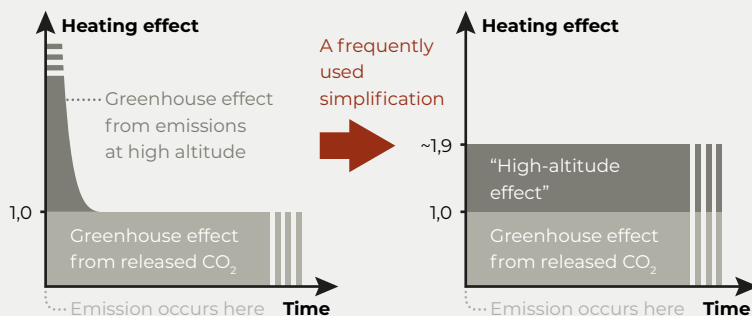 Heating effect
Greenhouse effect
from emissions
at high altitude
1,0
Greenhouse effect
from released CO₂
Emission occurs here
Time
A frequently
used
simplification
Heating effect
~1,9
“High-altitude
effect”
1,0
Greenhouse effect
from released CO₂
Emission occurs here
Time